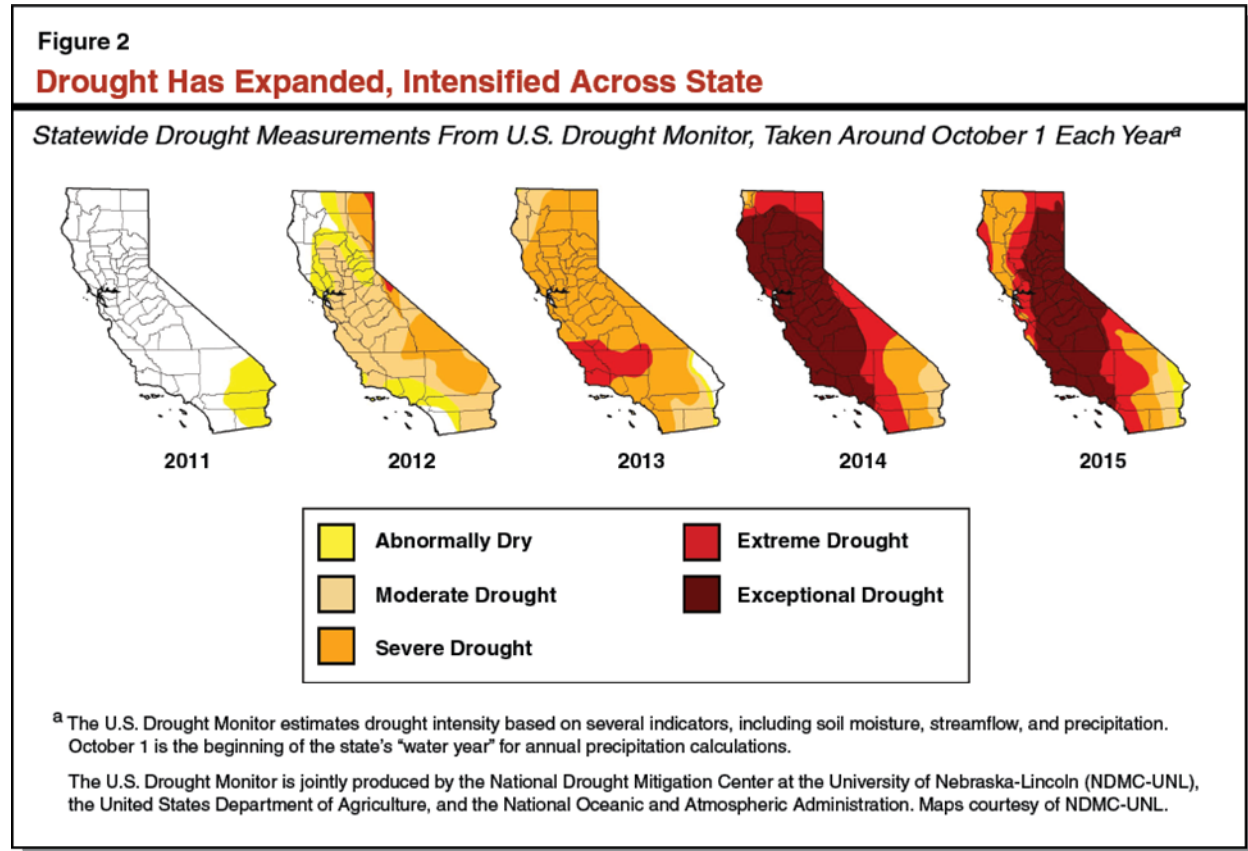 Figure 2
Drought Has Expanded, Intensified Across State
Statewide Drought Measurements From U.S. Drought Monitor, Taken Around October 1 Each Yearᵃ
2011 2012 2013 2014 2015
Abnormally Dry Extreme Drought
Moderate Drought Exceptional Drought
Severe Drought
ᵃ The U.S. Drought Monitor estimates drought intensity based on several indicators, including soil moisture, streamflow, and precipitation.
October 1 is the beginning of the state's “water year” for annual precipitation calculations.
The U.S. Drought Monitor is jointly produced by the National Drought Mitigation Center at the University of Nebraska-Lincoln (NDMC-UNL),
the United States Department of Agriculture, and the National Oceanic and Atmospheric Administration. Maps courtesy of NDMC-UNL.